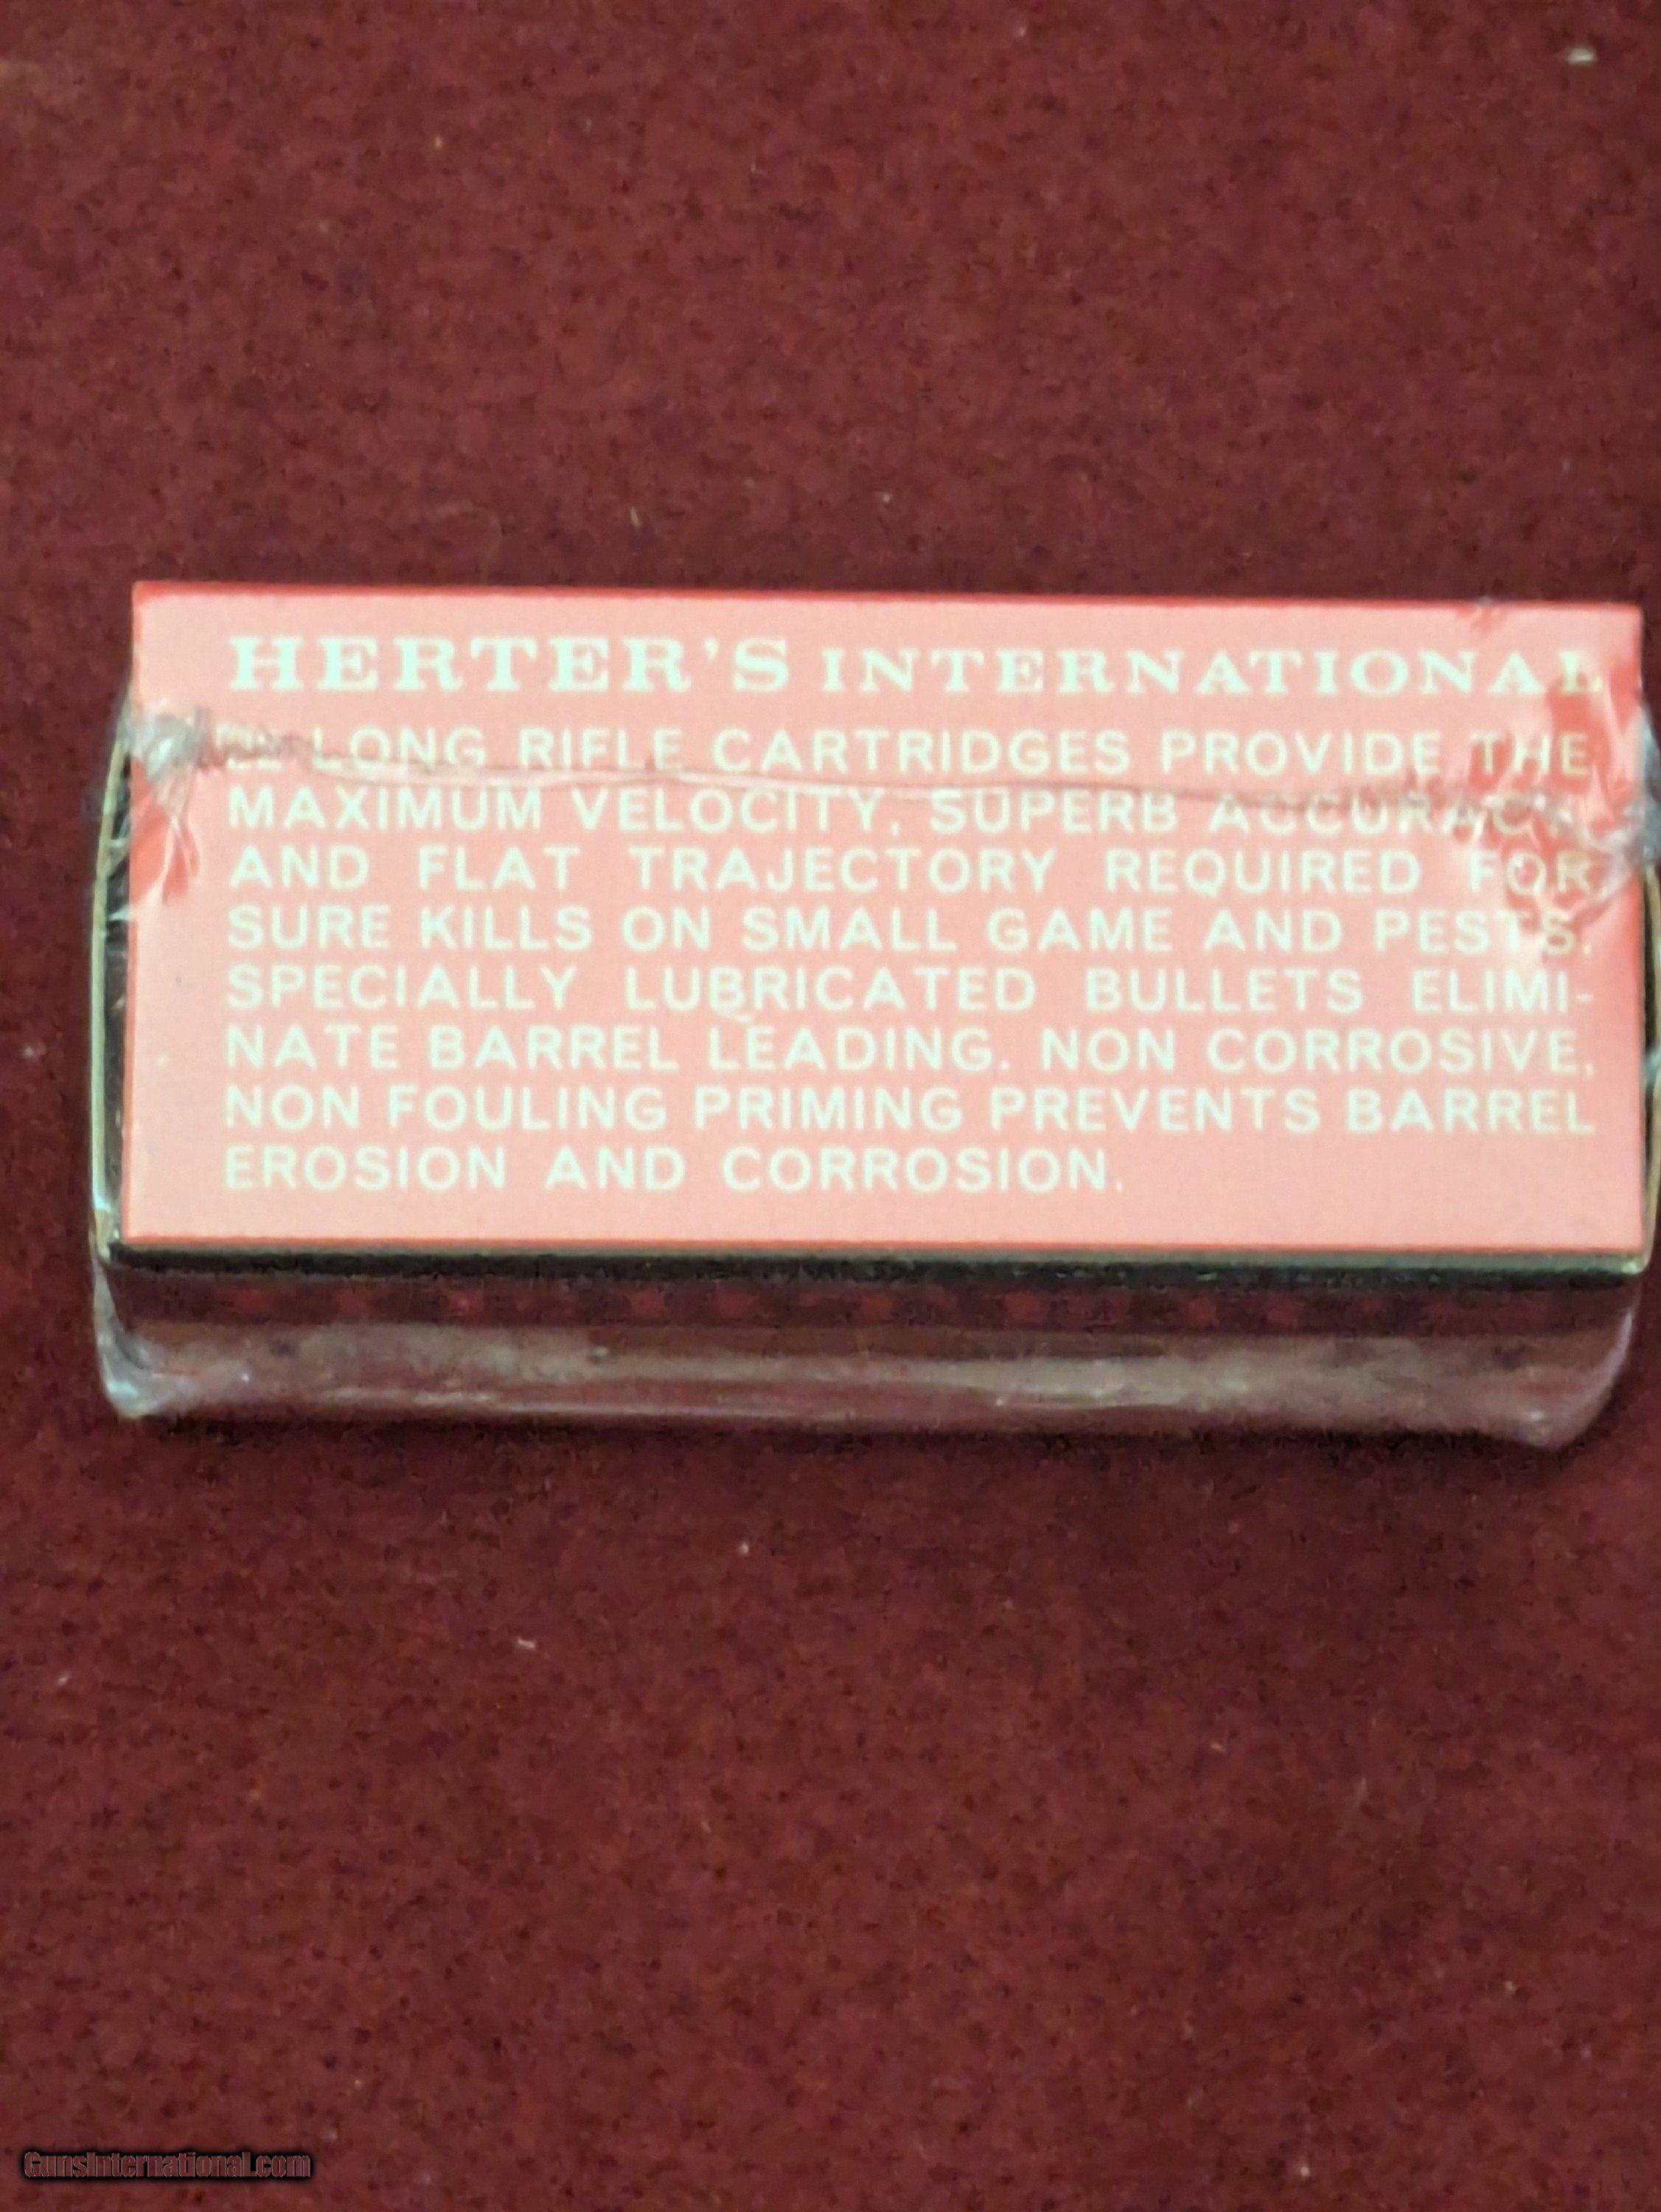 HERTER'S INTERNATIONAL
LONG RIFLE CARTRIDGES PROVIDE THE
MAXIMUM VELOCITY, SUPERB ACCURACY,
AND FLAT TRAJECTORY REQUIRED FOR
SURE KILLS ON SMALL GAME AND PESTS.
SPECIALLY LUBRICATED BULLETS ELIMI-
NATE BARREL LEADING. NON CORROSIVE,
NON FOULING PRIMING PREVENTS BARREL
EROSION AND CORROSION.
GunsInternational.com